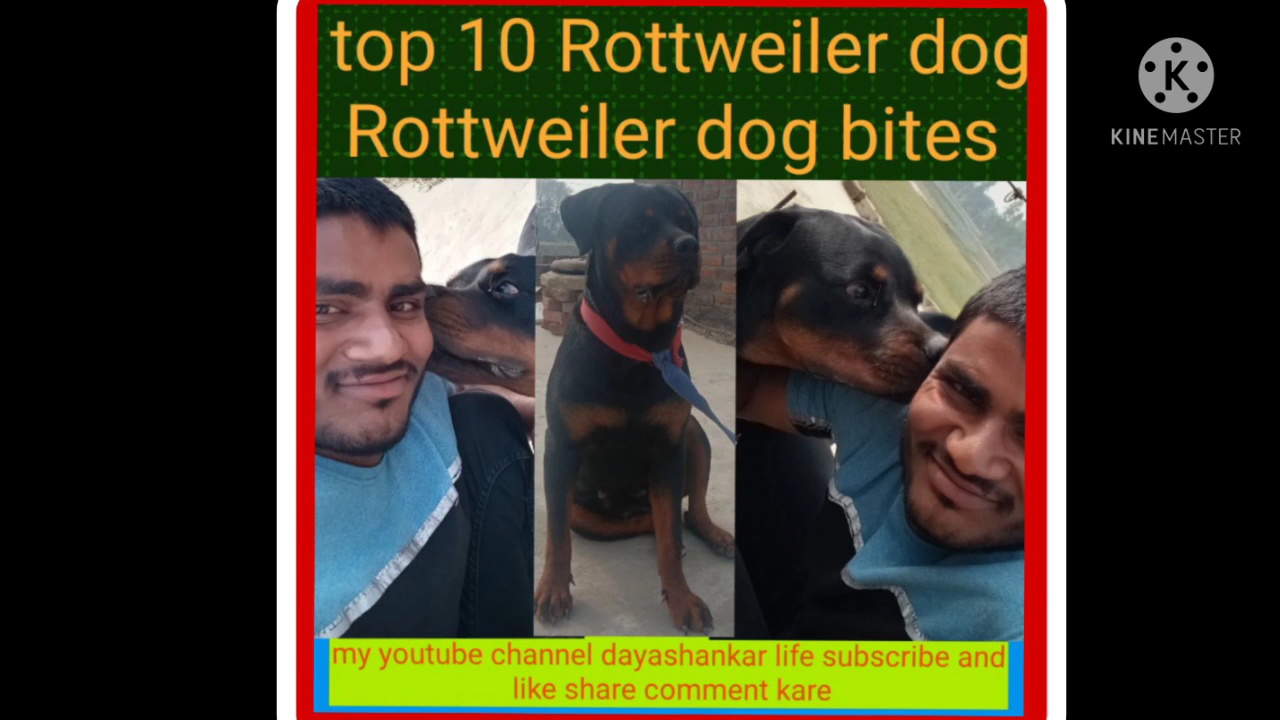 top 10 Rottweiler dog
Rottweiler dog bites
K
KINEMASTER
my youtube channel dayashankar life subscribe and
like share comment kare